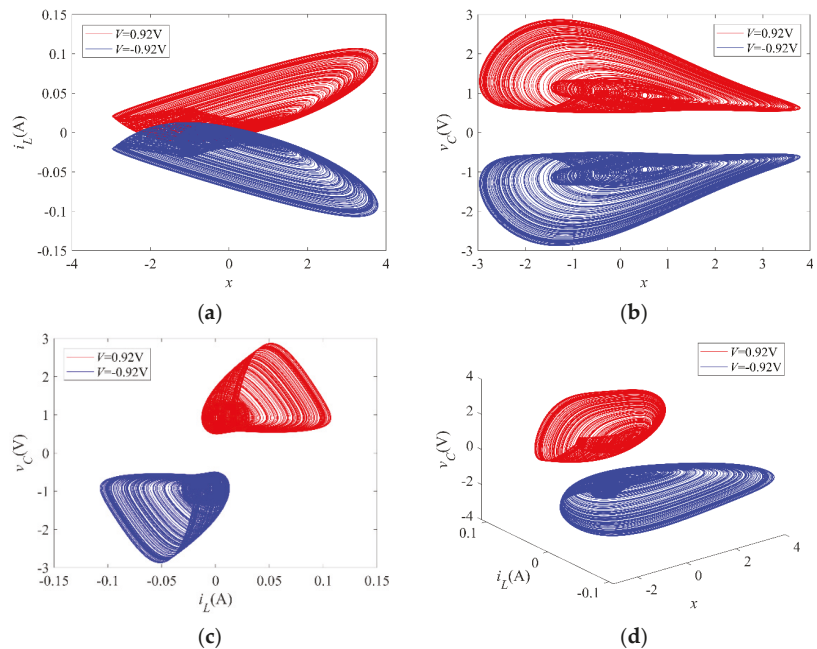 V=0.92V
V=-0.92V
0.15
0.1
0.05
0
-0.05
-0.1
-0.15
i_L(A)
-4
-2
0
2
4
x
(a)
V=0.92V
V=-0.92V
3
2
1
0
-1
-2
-3
v_C(V)
-3
-2
-1
0
1
2
3
4
x
(b)
V=0.92V
V=-0.92V
3
2
1
0
-1
-2
-3
v_C(V)
-0.15
-0.1
-0.05
0
0.05
0.1
0.15
i_L(A)
(c)
V=0.92V
V=-0.92V
4
2
0
-2
-4
v_C(V)
0.1
0
-0.1
i_L(A)
-2
0
2
4
x
(d)